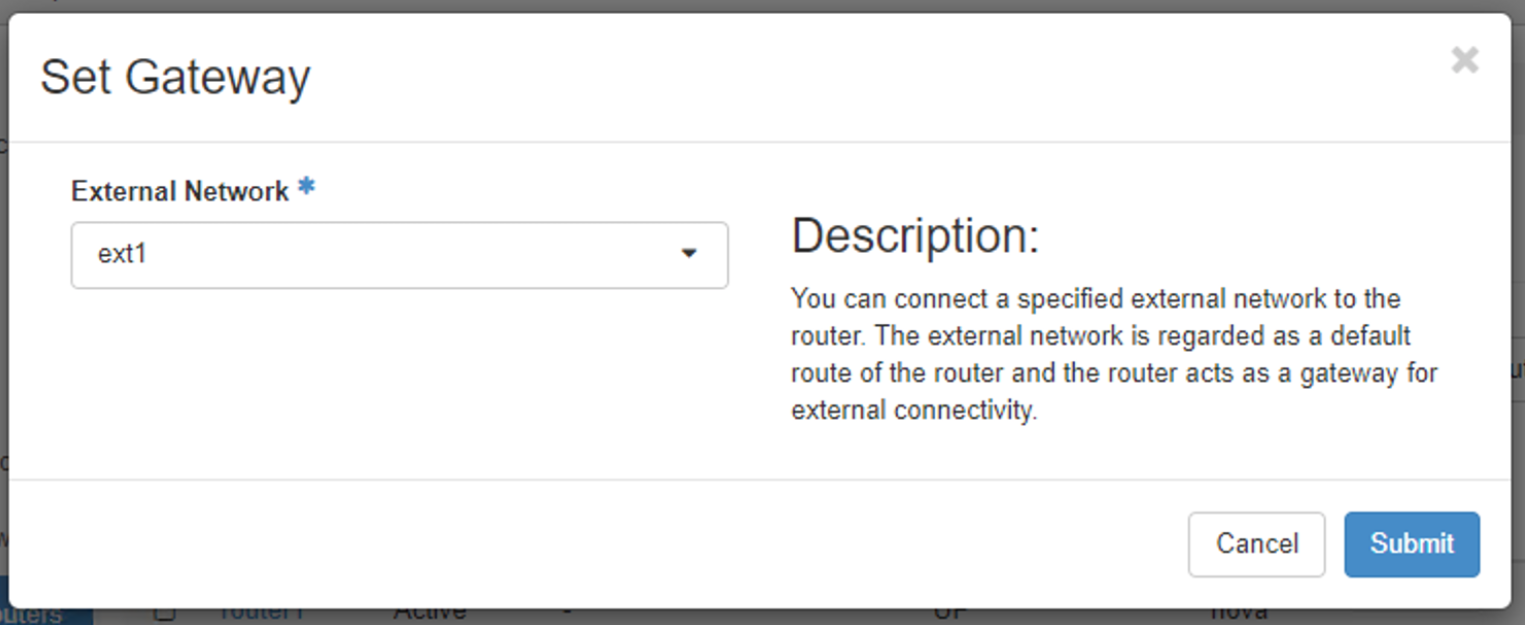 Set Gateway
External Network *
ext1
Description:
You can connect a specified external network to the
router. The external network is regarded as a default
route of the router and the router acts as a gateway for
external connectivity.
Cancel
Submit
router1 Active - UP nova